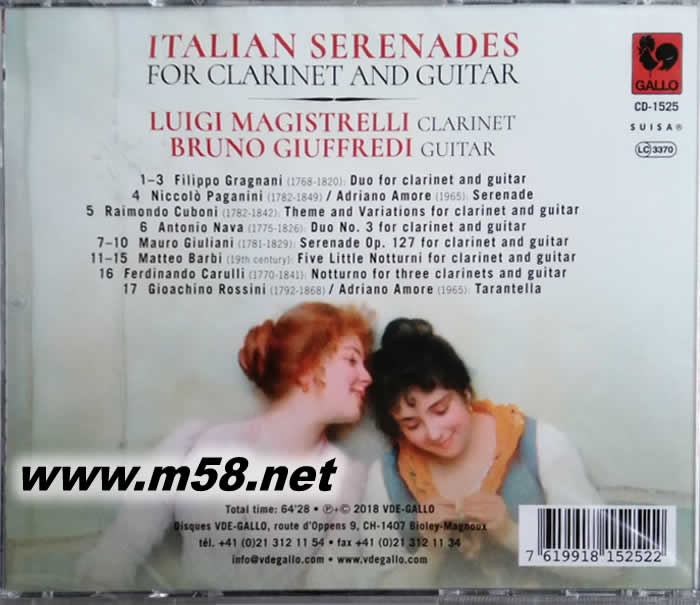 ITALIAN SERENADES
FOR CLARINET AND GUITAR
LUIGI MAGISTRELLI CLARINET
BRUNO GIUFFREDI GUITAR
GALLO
CD-1525
SUISA®
LC 3370
1–3 Filippo Gragnani (1768-1820): Duo for clarinet and guitar
4 Niccolò Paganini (1782-1849) / Adriano Amore (1965): Serenade
5 Raimondo Cuboni (1782-1842): Theme and Variations for clarinet and guitar
6 Antonio Nava (1775-1826): Duo No. 3 for clarinet and guitar
7-10 Mauro Giuliani (1781-1829): Serenade Op. 127 for clarinet and guitar
11-15 Matteo Barbi (19th century): Five Little Notturni for clarinet and guitar
16 Ferdinando Carulli (1770-1841): Notturno for three clarinets and guitar
17 Gioachino Rossini (1792-1868) / Adriano Amore (1965): Tarantella
www.m58.net
Total time: 64'28 • ℗+© 2018 VDE-GALLO
Disques VDE-GALLO, route d'Oppens 9, CH-1407 Bioley-Magnoux
tél. +41 (0)21 312 11 54 • fax +41 (0)21 312 11 34
info@vdegallo.com • www.vdegallo.com
7 619918 152522